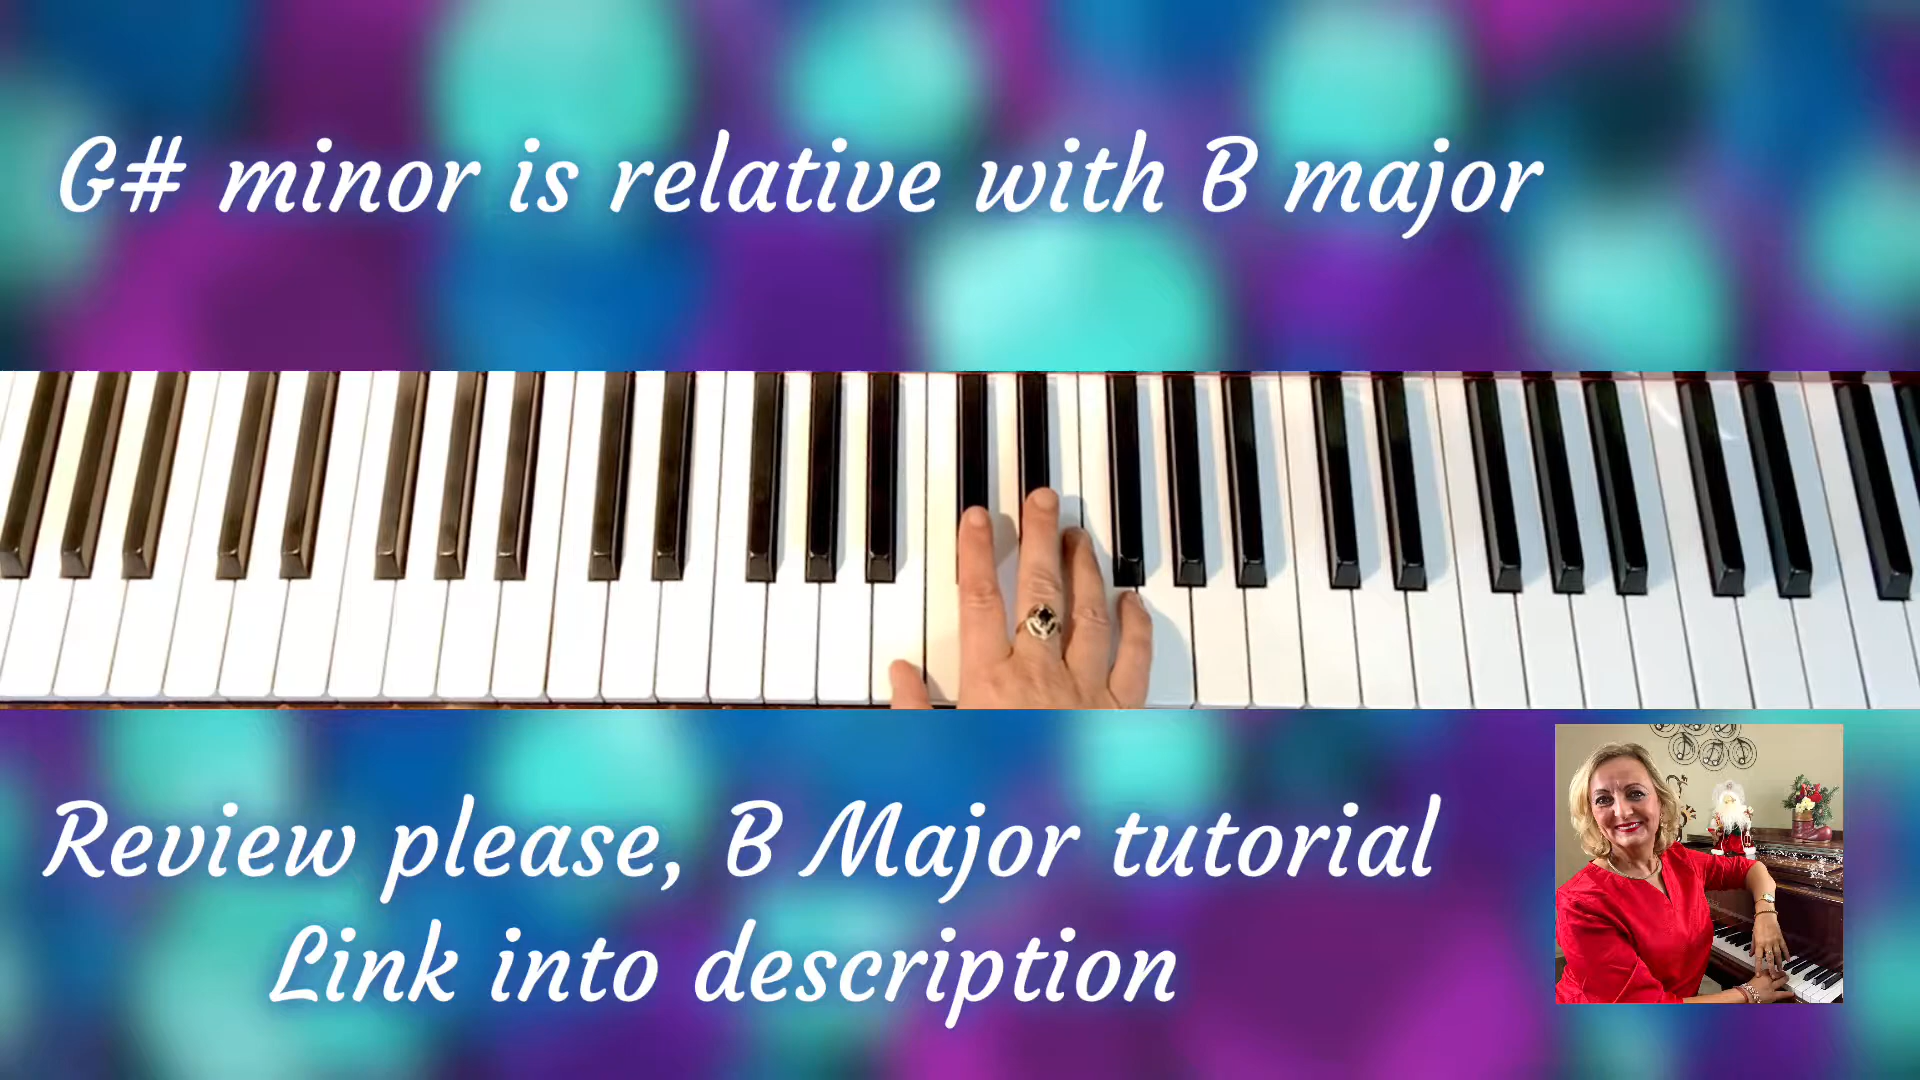 G# minor is relative with B major
Review please, B Major tutorial
Link into description